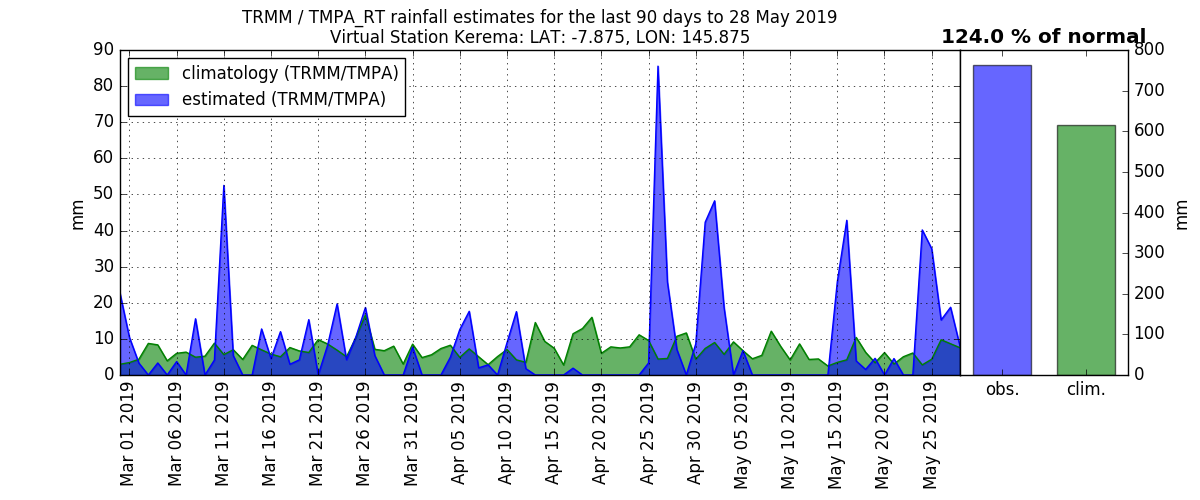 TRMM / TMPA_RT rainfall estimates for the last 90 days to 28 May 2019
Virtual Station Kerema: LAT: -7.875, LON: 145.875
124.0 % of normal
climatology (TRMM/TMPA)
estimated (TRMM/TMPA)
mm
90
80
70
60
50
40
30
20
10
0
Mar 01 2019
Mar 06 2019
Mar 11 2019
Mar 16 2019
Mar 21 2019
Mar 26 2019
Mar 31 2019
Apr 05 2019
Apr 10 2019
Apr 15 2019
Apr 20 2019
Apr 25 2019
Apr 30 2019
May 05 2019
May 10 2019
May 15 2019
May 20 2019
May 25 2019
obs.
clim.
800
700
600
500
400
300
200
100
0
mm